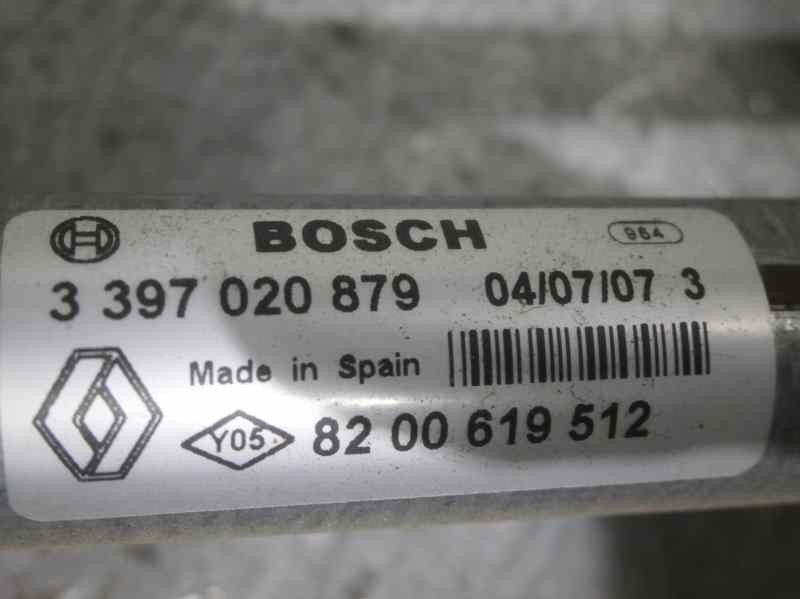 BOSCH 964
3 397 020 879 04/07/07 3
Made in Spain
Y05 82 00 619 512